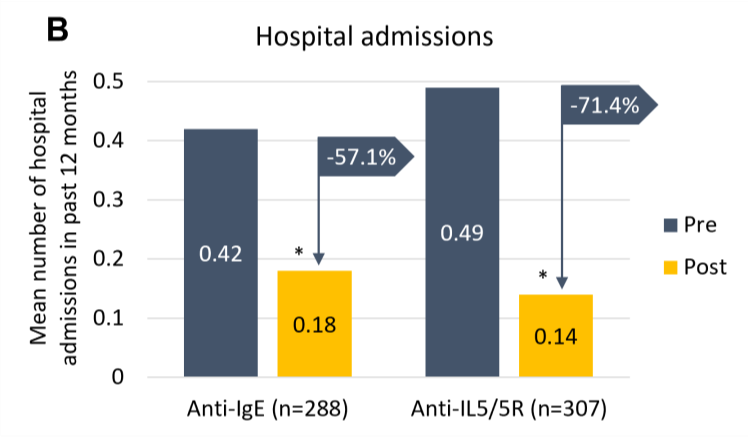 B
Hospital admissions
Mean number of hospital
admissions in past 12 months
0.5
0.4
0.3
0.2
0.1
0
0.42
-57.1%
*
0.18
0.49
-71.4%
*
0.14
Anti-IgE (n=288)
Anti-IL5/5R (n=307)
Pre
Post